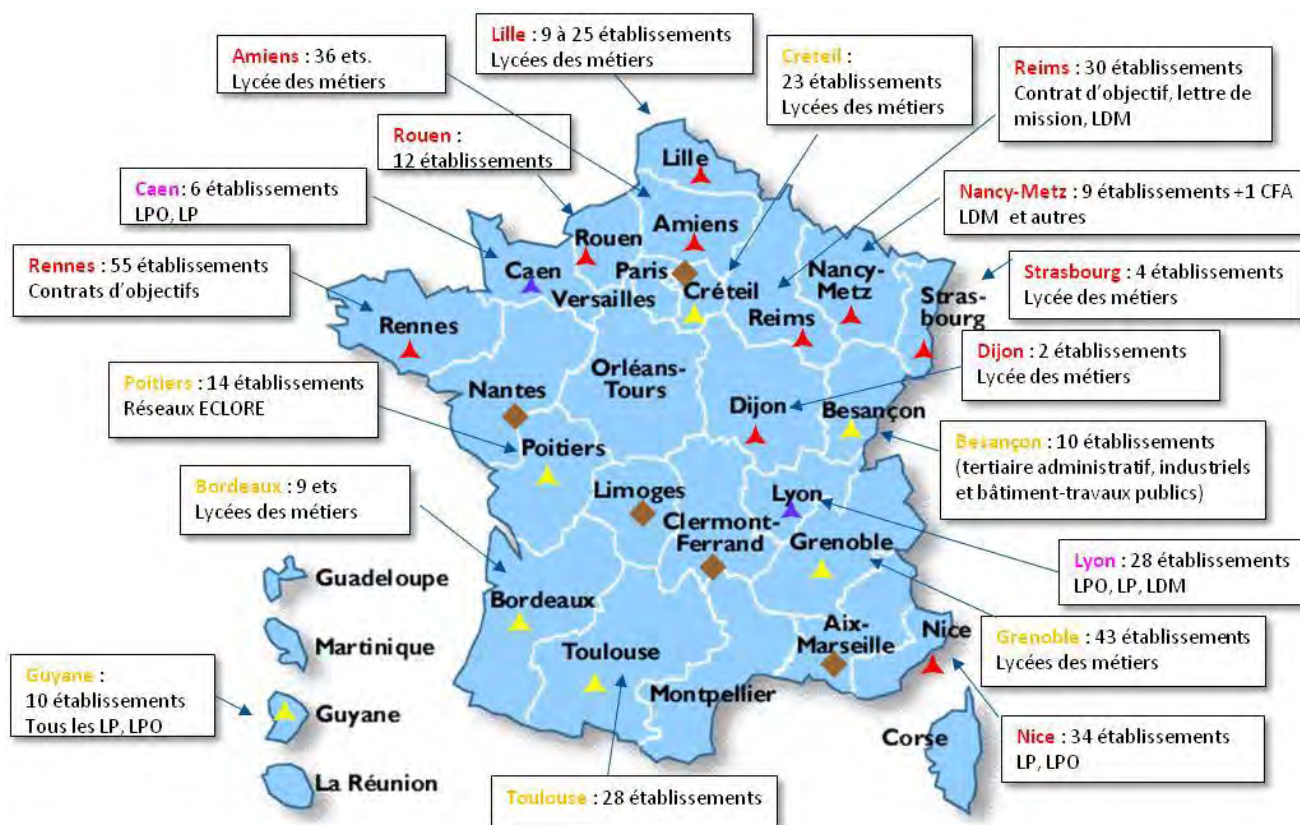 Amiens : 36 ets.
Lycée des métiers
Lille : 9 à 25 établissements
Lycées des métiers
Créteil :
23 établissements
Lycées des métiers
Reims : 30 établissements
Contrat d'objectif, lettre de
mission, LDM
Rouen :
12 établissements
Caen : 6 établissements
LPO, LP
Nancy-Metz : 9 établissements +1 CFA
LDM et autres
Rennes : 55 établissements
Contrats d'objectifs
Strasbourg : 4 établissements
Lycée des métiers
Poitiers : 14 établissements
Réseaux ECLORE
Dijon : 2 établissements
Lycée des métiers
Bordeaux : 9 ets
Lycées des métiers
Besançon : 10 établissements
(tertiaire administratif, industriels
et bâtiment-travaux publics)
Lyon : 28 établissements
LPO, LP, LDM
Grenoble : 43 établissements
Lycées des métiers
Guyane :
10 établissements
Tous les LP, LPO
Nice : 34 établissements
LP, LPO
Toulouse : 28 établissements
Lille
Amiens
Rouen
Caen
Paris
Versailles
Créteil
Reims
Nancy-
Metz
Stras-
bourg
Rennes
Nantes
Orléans-
Tours
Dijon
Besançon
Poitiers
Limoges
Clermont-
Ferrand
Lyon
Grenoble
Bordeaux
Toulouse
Montpellier
Aix-
Marseille
Nice
Corse
Guadeloupe
Martinique
Guyane
La Réunion